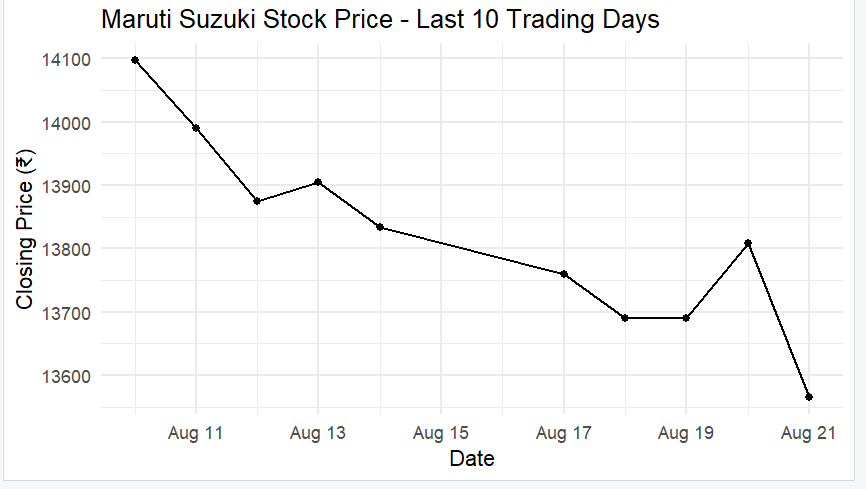 Maruti Suzuki Stock Price - Last 10 Trading Days
Closing Price (₹)
14100
14000
13900
13800
13700
13600
Aug 11 Aug 13 Aug 15 Aug 17 Aug 19 Aug 21
Date